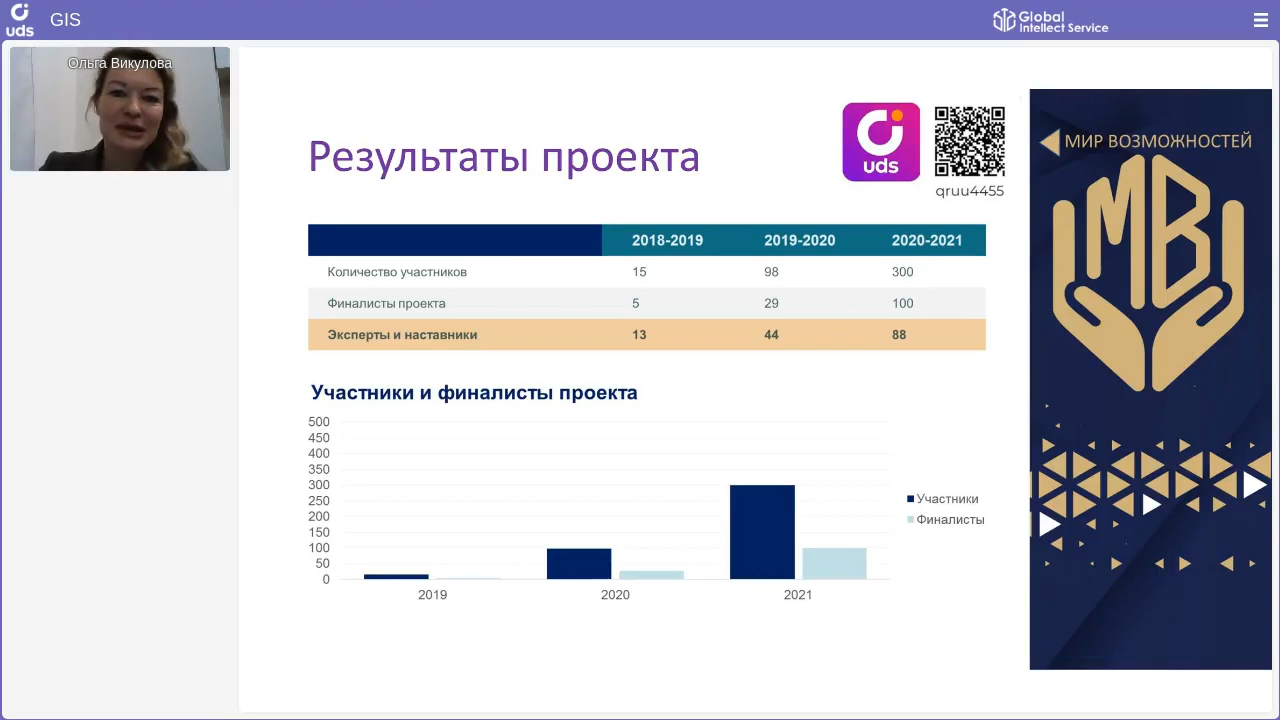 uds
GIS
Global
Intellect Service
Ольга Викулова
Результаты проекта
uds
qruu4455
МИР ВОЗМОЖНОСТЕЙ
МВ
2018-2019 2019-2020 2020-2021
Количество участников 15 98 300
Финалисты проекта 5 29 100
Эксперты и наставники 13 44 88
Участники и финалисты проекта
500
450
400
350
300
250
200
150
100
50
0
2019 2020 2021
Участники
Финалисты